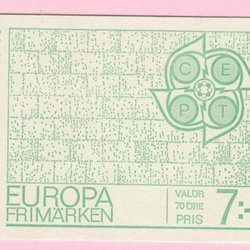 C E
P T
EUROPA
FRIMÄRKEN
VALÖR
70 ÖRE
PRIS 7:-